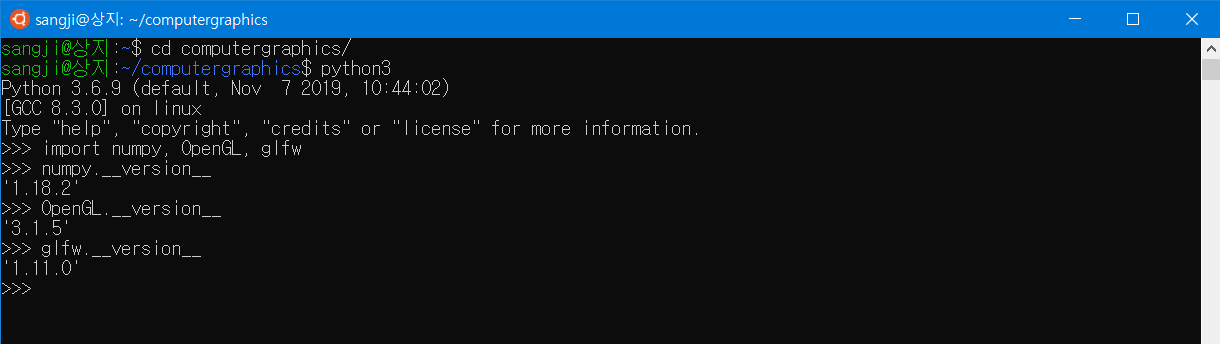 sangji@상지: ~/computergraphics
sangji@상지:~$ cd computergraphics/
sangji@상지:~/computergraphics$ python3
Python 3.6.9 (default, Nov  7 2019, 10:44:02)
[GCC 8.3.0] on linux
Type "help", "copyright", "credits" or "license" for more information.
>>> import numpy, OpenGL, glfw
>>> numpy.__version__
'1.18.2'
>>> OpenGL.__version__
'3.1.5'
>>> glfw.__version__
'1.11.0'
>>>